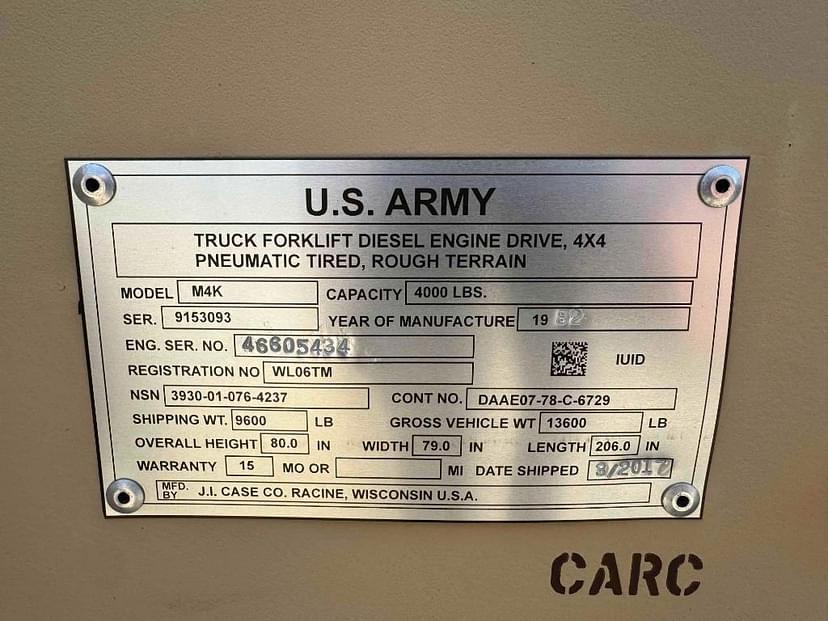 U.S. ARMY
TRUCK FORKLIFT DIESEL ENGINE DRIVE, 4X4
PNEUMATIC TIRED, ROUGH TERRAIN
MODEL M4K CAPACITY 4000 LBS.
SER. 9153093 YEAR OF MANUFACTURE 19 82
ENG. SER. NO. 46605434
IUID
REGISTRATION NO WL06TM
NSN 3930-01-076-4237 CONT NO. DAAE07-78-C-6729
SHIPPING WT. 9600 LB GROSS VEHICLE WT 13600 LB
OVERALL HEIGHT 80.0 IN WIDTH 79.0 IN LENGTH 206.0 IN
WARRANTY 15 MO OR MI DATE SHIPPED 3/2017
MFD. BY J.I. CASE CO. RACINE, WISCONSIN U.S.A.
CARC